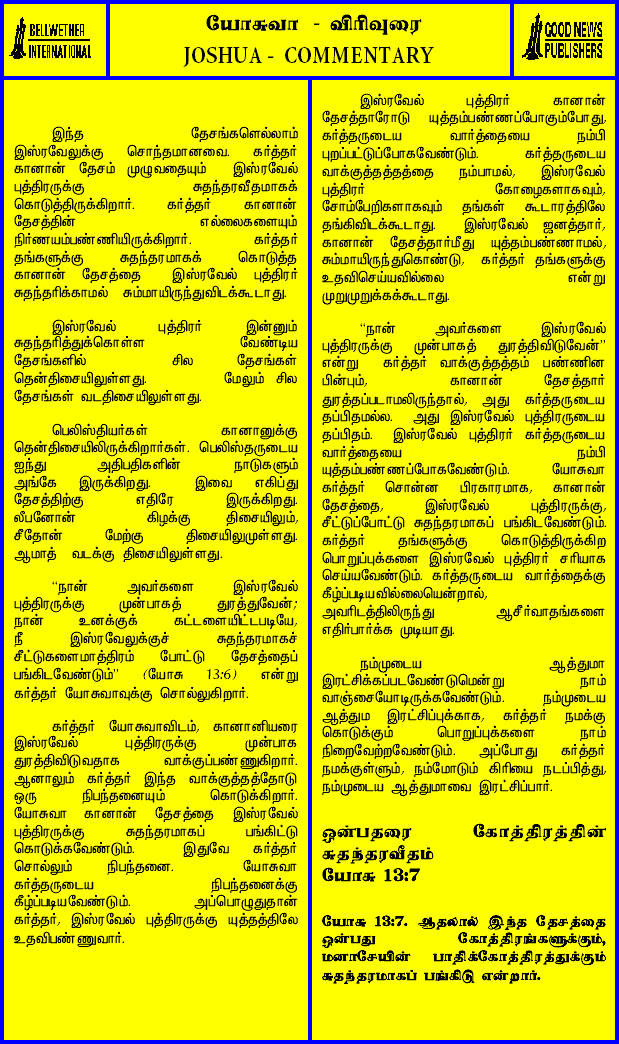 BELLWETHER
INTERNATIONAL
யோசுவா - விரிவுரை
JOSHUA - COMMENTARY
GOOD NEWS
PUBLISHERS
இந்த தேசங்களெல்லாம்
இஸ்ரவேலுக்கு சொந்தமானவை. கர்த்தர்
கானான் தேசம் முழுவதையும் இஸ்ரவேல்
புத்திரருக்கு சுதந்தரவீதமாகக்
கொடுத்திருக்கிறார். கர்த்தர் கானான்
தேசத்தின் எல்லைகளையும்
நிர்ணயம்பண்ணியிருக்கிறார். கர்த்தர்
தங்களுக்கு சுதந்தரமாகக் கொடுத்த
கானான் தேசத்தை இஸ்ரவேல் புத்திரர்
சுதந்தரிக்காமல் சும்மாயிருந்துவிடக்கூடாது.
இஸ்ரவேல் புத்திரர் இன்னும்
சுதந்தரித்துக்கொள்ள வேண்டிய
தேசங்களில் சில தேசங்கள்
தென்திசையிலுள்ளது. மேலும் சில
தேசங்கள் வடதிசையிலுள்ளது.
பெலிஸ்தியர்கள் கானானுக்கு
தென்திசையிலிருக்கிறார்கள். பெலிஸ்தருடைய
ஐந்து அதிபதிகளின் நாடுகளும்
அங்கே இருக்கிறது. இவை எகிப்து
தேசத்திற்கு எதிரே இருக்கிறது.
லீபனோன் கிழக்கு திசையிலும்,
சீதோன் மேற்கு திசையிலுமுள்ளது.
ஆமாத் வடக்கு திசையிலுள்ளது.
“நான் அவர்களை இஸ்ரவேல்
புத்திரருக்கு முன்பாகத் துரத்துவேன்;
நான் உனக்குக் கட்டளையிட்டபடியே,
நீ இஸ்ரவேலுக்குச் சுதந்தரமாகச்
சீட்டுகளைமாத்திரம் போட்டு தேசத்தைப்
பங்கிடவேண்டும்” (யோசு 13:6) என்று
கர்த்தர் யோசுவாவுக்கு சொல்லுகிறார்.
கர்த்தர் யோசுவாவிடம், கானானியரை
இஸ்ரவேல் புத்திரருக்கு முன்பாக
துரத்திவிடுவதாக வாக்குப்பண்ணுகிறார்.
ஆனாலும் கர்த்தர் இந்த வாக்குத்தத்தோடு
ஒரு நிபந்தனையும் கொடுக்கிறார்.
யோசுவா கானான் தேசத்தை இஸ்ரவேல்
புத்திரருக்கு சுதந்தரமாகப் பங்கிட்டு
கொடுக்கவேண்டும். இதுவே கர்த்தர்
சொல்லும் நிபந்தனை. யோசுவா
கர்த்தருடைய நிபந்தனைக்கு
கீழ்ப்படியவேண்டும். அப்பொழுதுதான்
கர்த்தர், இஸ்ரவேல் புத்திரருக்கு யுத்தத்திலே
உதவிபண்ணுவார்.
இஸ்ரவேல் புத்திரர் கானான்
தேசத்தாரோடு யுத்தம்பண்ணப்போகும்போது,
கர்த்தருடைய வார்த்தையை நம்பி
புறப்பட்டுப்போகவேண்டும். கர்த்தருடைய
வாக்குத்தத்தத்தை நம்பாமல், இஸ்ரவேல்
புத்திரர் கோழைகளாகவும்,
சோம்பேறிகளாகவும் தங்கள் கூடாரத்திலே
தங்கிவிடக்கூடாது. இஸ்ரவேல் ஜனத்தார்,
கானான் தேசத்தார்மீது யுத்தம்பண்ணாமல்,
சும்மாயிருந்துகொண்டு, கர்த்தர் தங்களுக்கு
உதவிசெய்யவில்லை என்று
முறுமுறுக்கக்கூடாது.
“நான் அவர்களை இஸ்ரவேல்
புத்திரருக்கு முன்பாகத் துரத்திவிடுவேன்”
என்று கர்த்தர் வாக்குத்தத்தம் பண்ணின
பின்பும், கானான் தேசத்தார்
துரத்தப்படாமலிருந்தால், அது கர்த்தருடைய
தப்பிதமல்ல. அது இஸ்ரவேல் புத்திரருடைய
தப்பிதம். இஸ்ரவேல் புத்திரர் கர்த்தருடைய
வார்த்தையை நம்பி
யுத்தம்பண்ணப்போகவேண்டும். யோசுவா
கர்த்தர் சொன்ன பிரகாரமாக, கானான்
தேசத்தை, இஸ்ரவேல் புத்திரருக்கு,
சீட்டுப்போட்டு சுதந்தரமாகப் பங்கிடவேண்டும்.
கர்த்தர் தங்களுக்கு கொடுத்திருக்கிற
பொறுப்புக்களை இஸ்ரவேல் புத்திரர் சரியாக
செய்யவேண்டும். கர்த்தருடைய வார்த்தைக்கு
கீழ்ப்படியவில்லையென்றால்,
அவரிடத்திலிருந்து ஆசீர்வாதங்களை
எதிர்பார்க்க முடியாது.
நம்முடைய ஆத்துமா
இரட்சிக்கப்படவேண்டுமென்று நாம்
வாஞ்சையோடிருக்கவேண்டும். நம்முடைய
ஆத்தும இரட்சிப்புக்காக, கர்த்தர் நமக்கு
கொடுக்கும் பொறுப்புக்களை நாம்
நிறைவேற்றவேண்டும். அப்போது கர்த்தர்
நமக்குள்ளும், நம்மோடும் கிரியை நடப்பித்து,
நம்முடைய ஆத்துமாவை இரட்சிப்பார்.
ஒன்பதரை கோத்திரத்தின்
சுதந்தரவீதம்
யோசு 13:7
யோசு 13:7. ஆதலால் இந்த தேசத்தை
ஒன்பது கோத்திரங்களுக்கும்,
மனாசேயின் பாதிக்கோத்திரத்துக்கும்
சுதந்தரமாகப் பங்கிடு என்றார்.